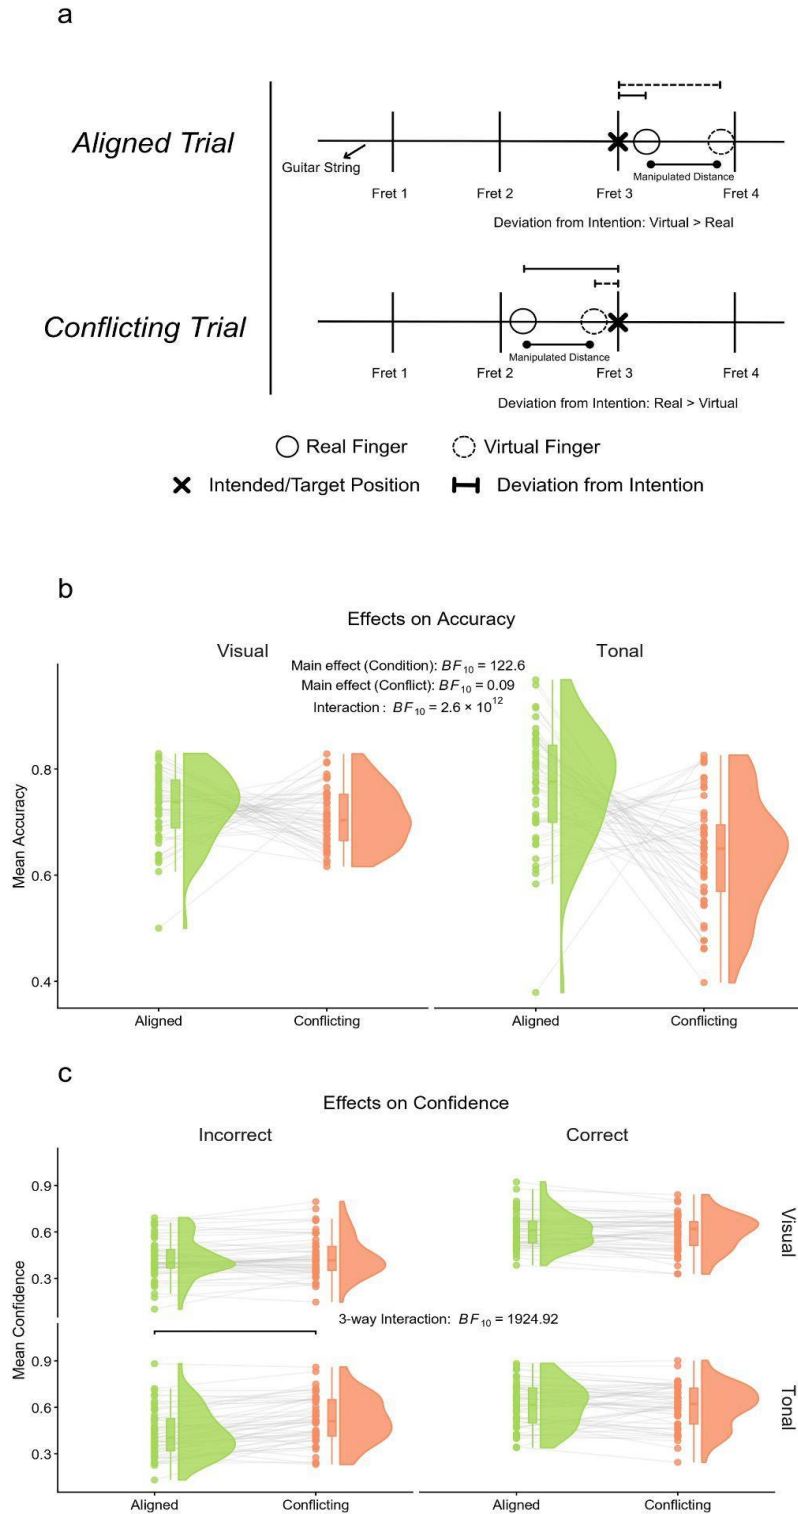 a
Aligned Trial
Guitar String
Manipulated Distance
Fret 1 Fret 2 Fret 3 Fret 4
Deviation from Intention: Virtual > Real
Conflicting Trial
Manipulated Distance
Fret 1 Fret 2 Fret 3 Fret 4
Deviation from Intention: Real > Virtual
Real Finger Virtual Finger
Intended/Target Position Deviation from Intention
b
Effects on Accuracy
Visual Tonal
Main effect (Condition): BF10 = 122.6
Main effect (Conflict): BF10 = 0.09
Interaction : BF10 = 2.6 × 10^12
Mean Accuracy
0.8
0.6
0.4
Aligned Conflicting Aligned Conflicting
c
Effects on Confidence
Incorrect Correct
Mean Confidence
0.9
0.6
0.3
Visual
3-way Interaction: BF10 = 1924.92
0.9
0.6
0.3
Tonal
Aligned Conflicting Aligned Conflicting